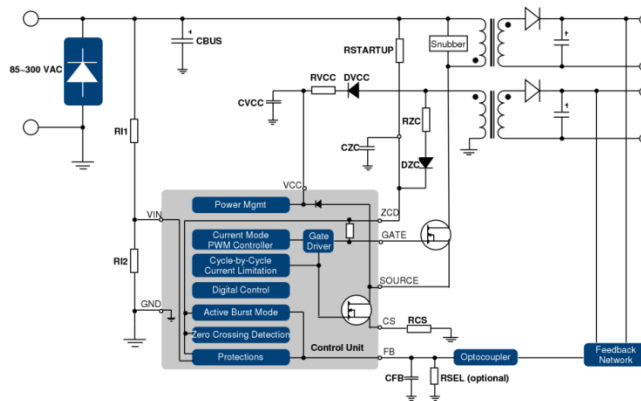 CBUS
RSTARTUP
Snubber
85~300 VAC
RVCC
DVCC
CVCC
RZC
RI1
CZC
DZC
VCC
Power Mgmt
ZCD
VIN
Current Mode
PWM Controller
Gate
Driver
GATE
Cycle-by-Cycle
Current Limitation
RI2
Digital Control
SOURCE
GND
Active Burst Mode
CS
RCS
Zero Crossing Detection
Control Unit
FB
Protections
Optocoupler
Feedback
Network
CFB
RSEL (optional)